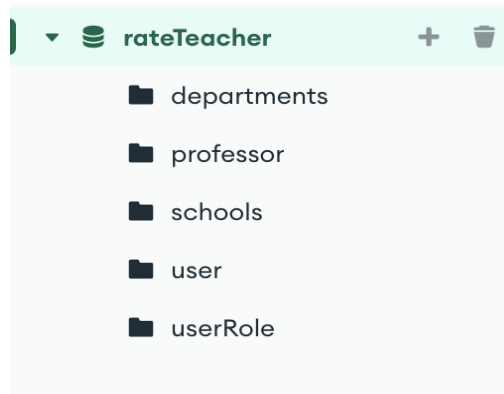 rateTeacher
departments
professor
schools
user
userRole